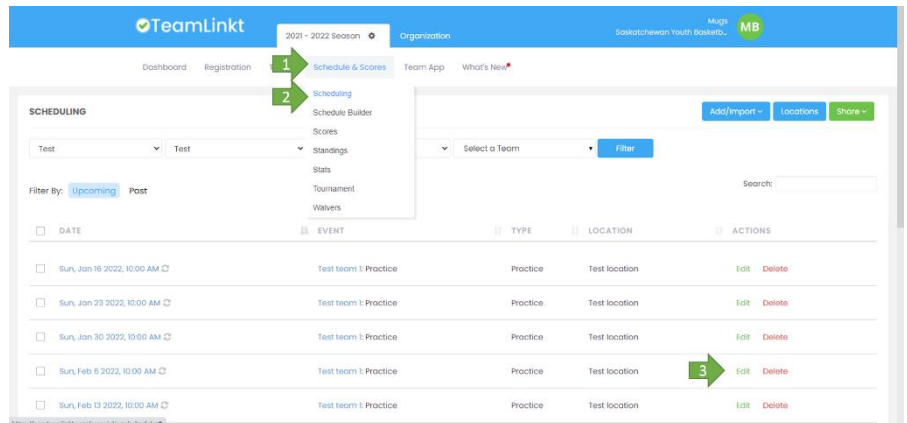 TeamLinkt
2021 - 2022 Season
Organization
Mugs
Saskatchewan Youth Basketb...
MB
Dashboard Registration Schedule & Scores Team App What's New
1
2
Scheduling
Schedule Builder
Scores
Standings
Stats
Tournament
Waivers
SCHEDULING
Add/Import Locations Share
Test Test Select a Team Filter
Filter By: Upcoming Past
Search:
DATE EVENT TYPE LOCATION ACTIONS
Sun, Jan 16 2022, 10:00 AM Test team 1: Practice Practice Test location Edit Delete
Sun, Jan 23 2022, 10:00 AM Test team 1: Practice Practice Test location Edit Delete
Sun, Jan 30 2022, 10:00 AM Test team 1: Practice Practice Test location Edit Delete
Sun, Feb 6 2022, 10:00 AM Test team 1: Practice Practice Test location 3 Edit Delete
Sun, Feb 13 2022, 10:00 AM Test team 1: Practice Practice Test location Edit Delete